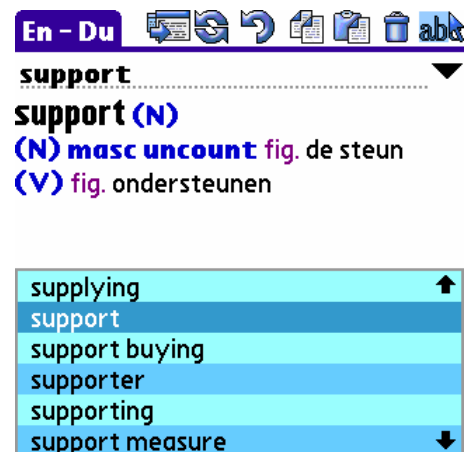 En - Du abc
support
support (N)
(N) masc uncount fig. de steun
(V) fig. ondersteunen
supplying
support
support buying
supporter
supporting
support measure